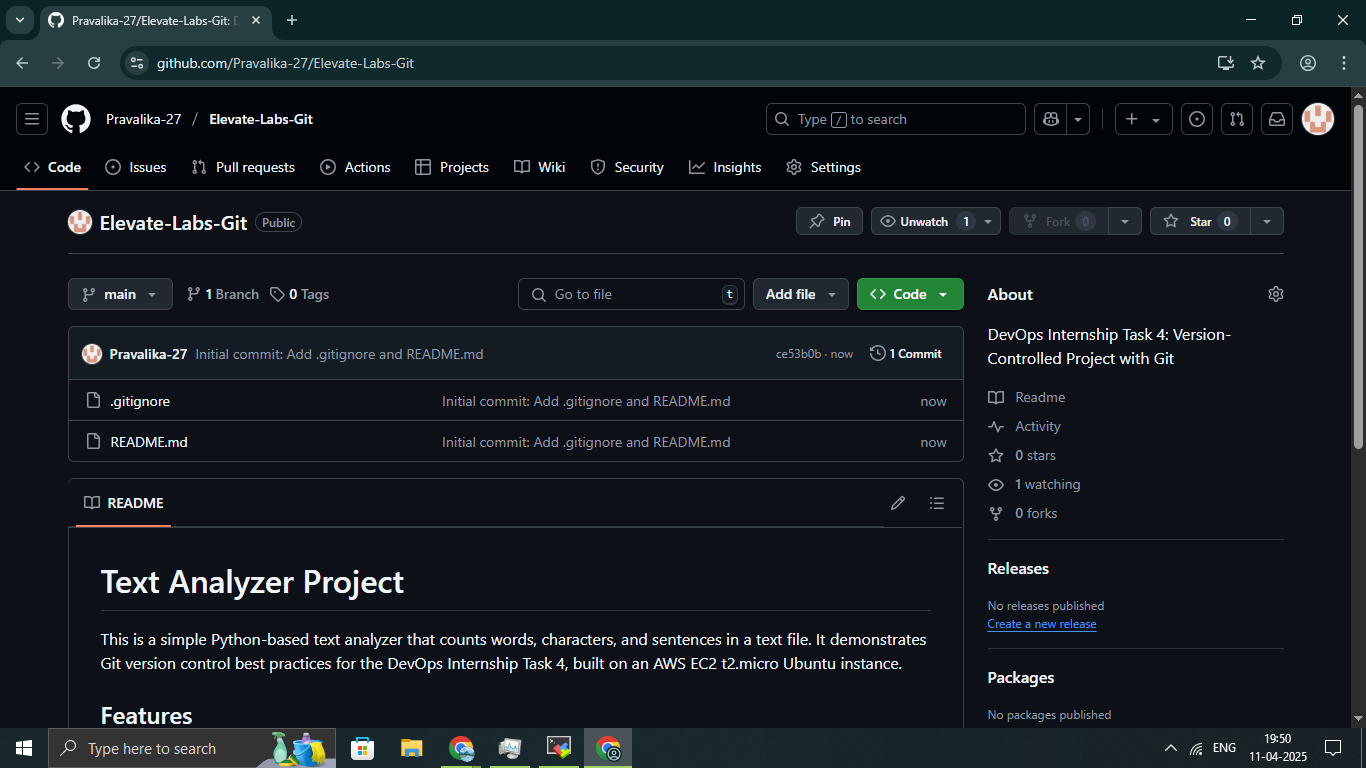 Pravalika-27/Elevate-Labs-Git: D
github.com/Pravalika-27/Elevate-Labs-Git
Pravalika-27 / Elevate-Labs-Git
Type / to search
Code Issues Pull requests Actions Projects Wiki Security Insights Settings
Elevate-Labs-Git Public
Pin Unwatch 1 Fork 0 Star 0
main 1 Branch 0 Tags Go to file t Add file Code
Pravalika-27 Initial commit: Add .gitignore and README.md ce53b0b · now 1 Commit
.gitignore Initial commit: Add .gitignore and README.md now
README.md Initial commit: Add .gitignore and README.md now
README
Text Analyzer Project
This is a simple Python-based text analyzer that counts words, characters, and sentences in a text file. It demonstrates
Git version control best practices for the DevOps Internship Task 4, built on an AWS EC2 t2.micro Ubuntu instance.
Features
About
DevOps Internship Task 4: Version-
Controlled Project with Git
Readme
Activity
0 stars
1 watching
0 forks
Releases
No releases published
Create a new release
Packages
No packages published
Type here to search
ENG
19:50
11-04-2025